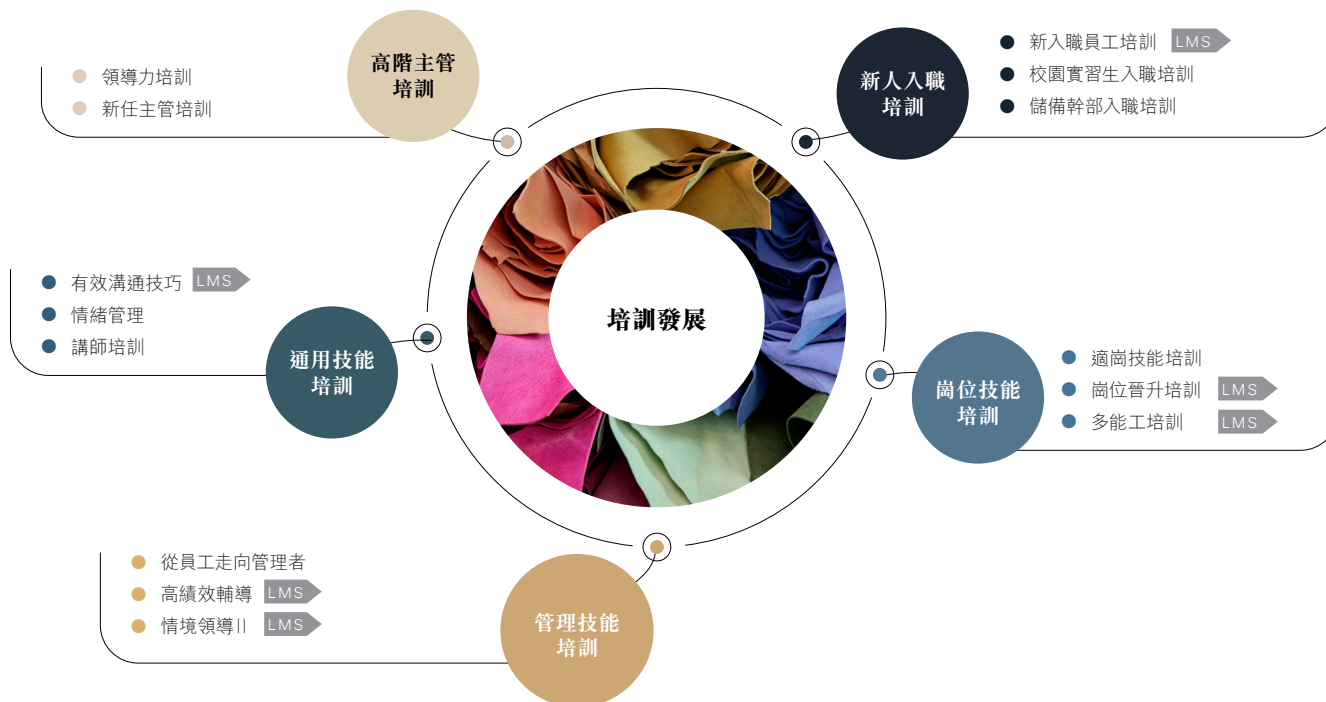 高階主管
培訓
領導力培訓
新任主管培訓
新人入職
培訓
新入職員工培訓 LMS
校園實習生入職培訓
儲備幹部入職培訓
有效溝通技巧 LMS
情緒管理
講師培訓
通用技能
培訓
培訓發展
崗位技能
培訓
適崗技能培訓
崗位晉升培訓 LMS
多能工培訓 LMS
從員工走向管理者
高績效輔導 LMS
情境領導II LMS
管理技能
培訓